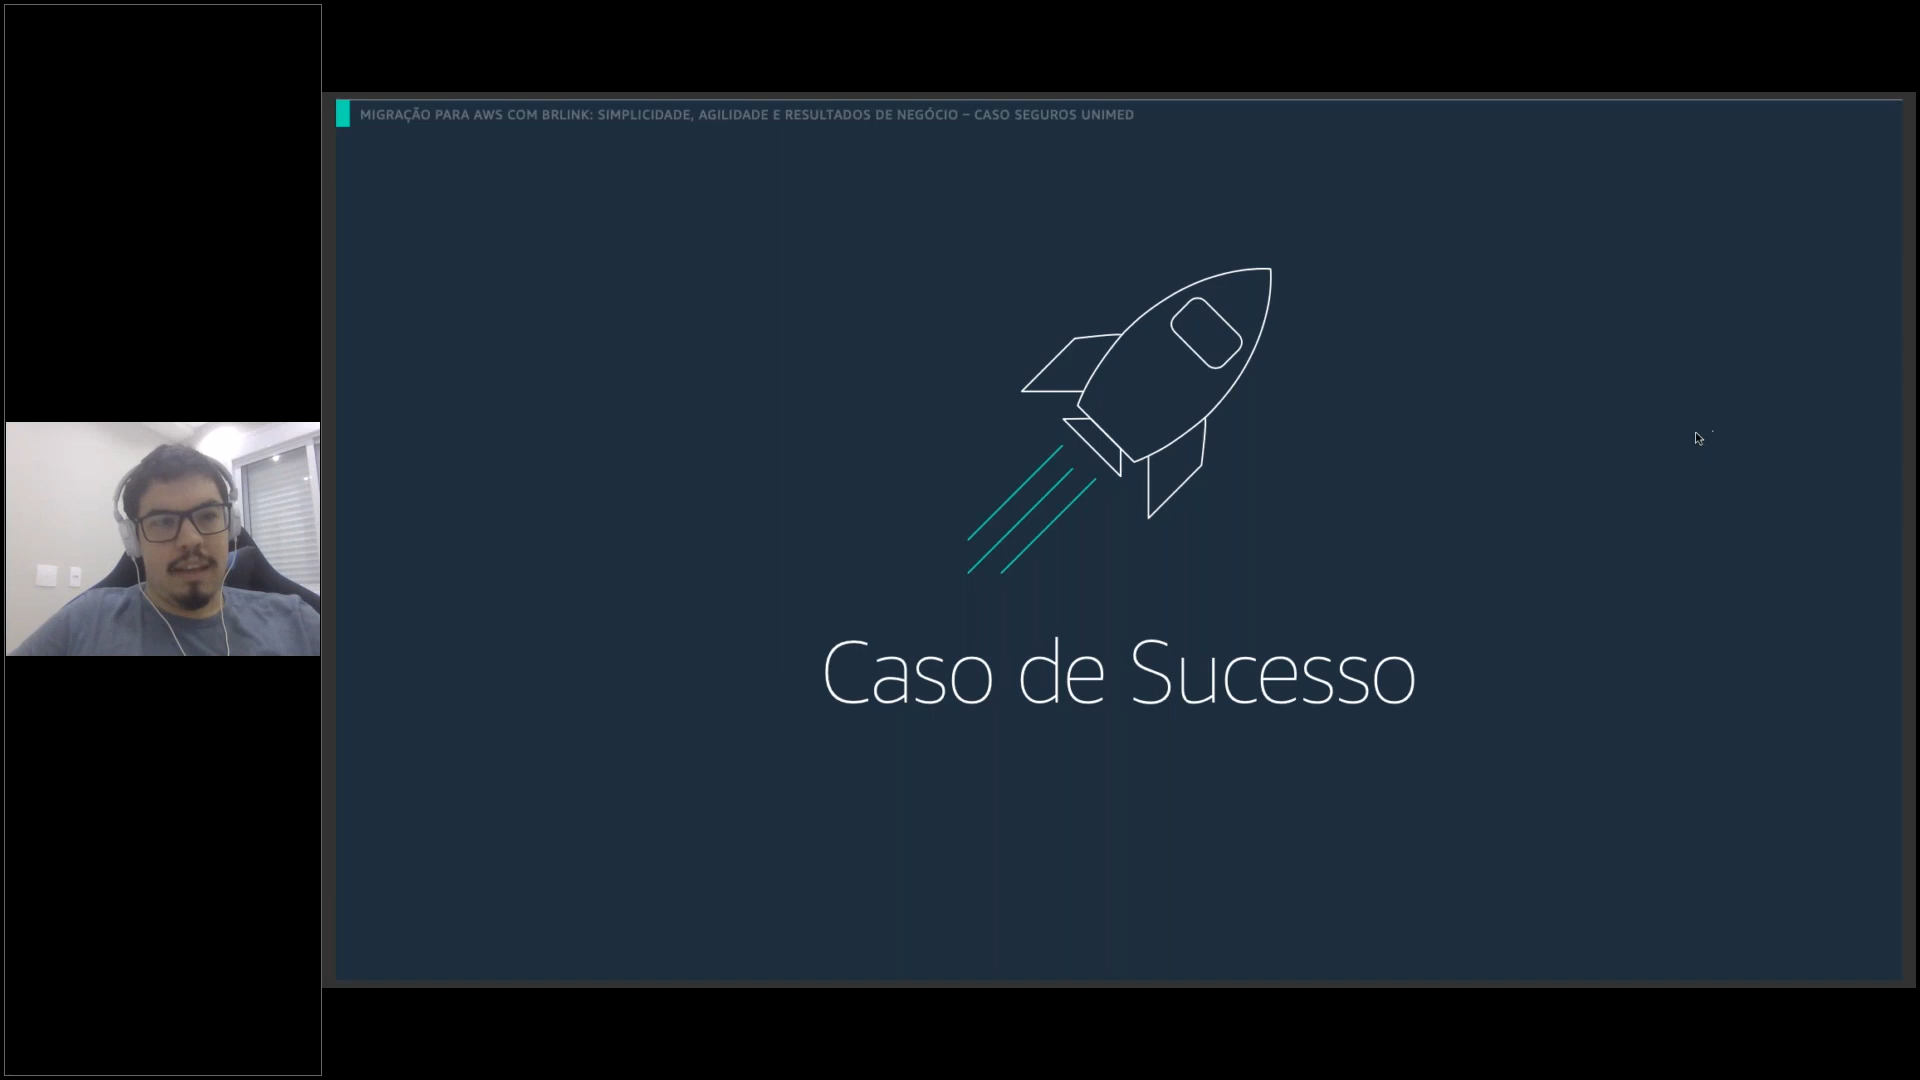 MIGRAÇÃO PARA AWS COM BRLINK: SIMPLICIDADE, AGILIDADE E RESULTADOS DE NEGÓCIO – CASO SEGUROS UNIMED
Caso de Sucesso